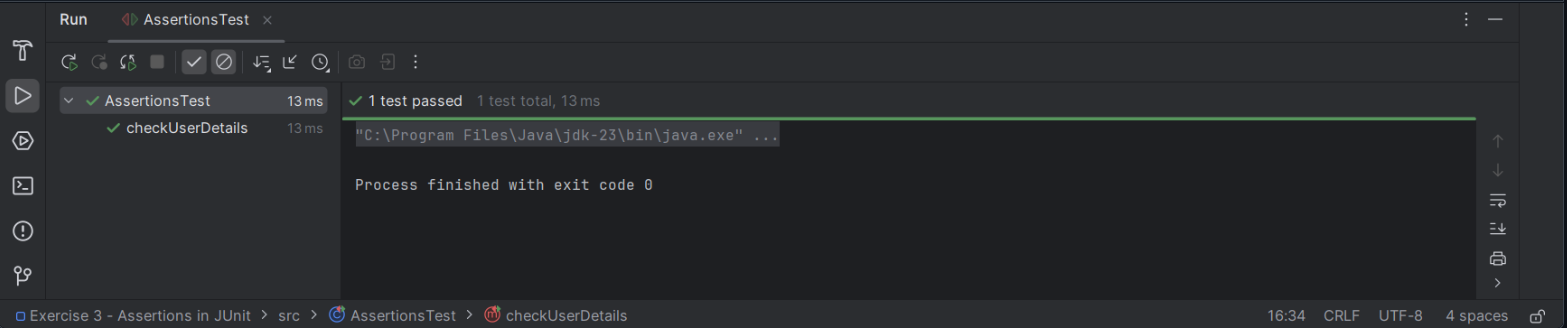 Run AssertionsTest
AssertionsTest 13 ms
1 test passed 1 test total, 13 ms
checkUserDetails 13 ms
"C:\Program Files\Java\jdk-23\bin\java.exe" ...
Process finished with exit code 0
Exercise 3 - Assertions in JUnit > src > AssertionsTest > checkUserDetails 16:34 CRLF UTF-8 4 spaces